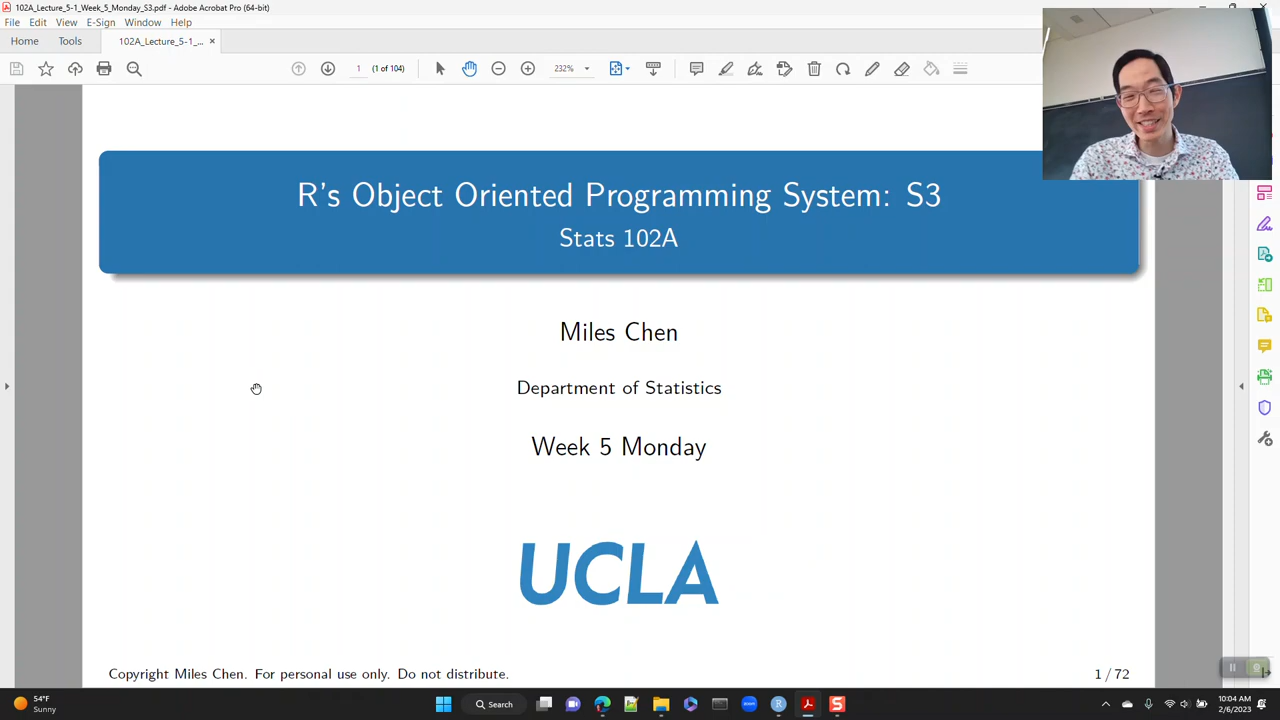 102A_Lecture_5-1_Week_5_Monday_S3.pdf - Adobe Acrobat Pro (64-bit)
File Edit View E-Sign Window Help
Home Tools 102A_Lecture_5-1_...
1 (1 of 104) 232%
R's Object Oriented Programming System: S3
Stats 102A
Miles Chen
Department of Statistics
Week 5 Monday
UCLA
Copyright Miles Chen. For personal use only. Do not distribute.
1 / 72
54°F
Sunny
Search
zoom
10:04 AM
2/6/2023